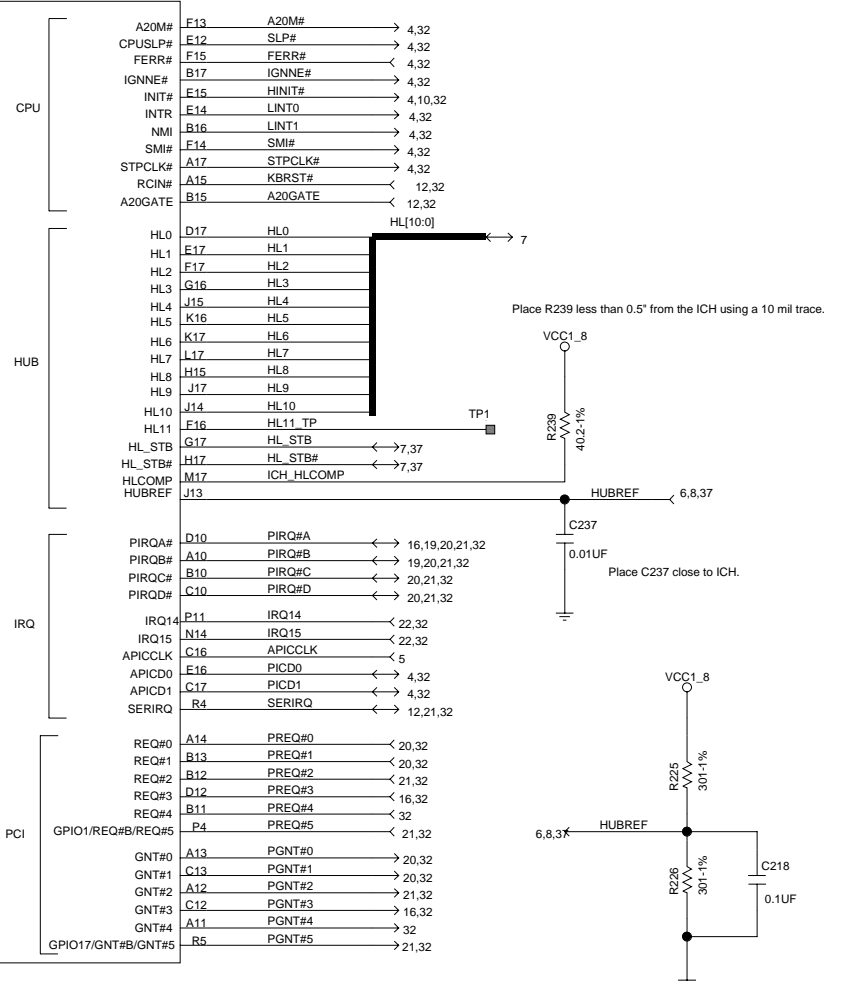 A20M# F13 A20M# 4,32
CPUSLP# E12 SLP# 4,32
FERR# F15 FERR# 4,32
IGNNE# B17 IGNNE# 4,32
INIT# E15 HINIT# 4,10,32
INTR E14 LINT0 4,32
NMI B16 LINT1 4,32
SMI# F14 SMI# 4,32
STPCLK# A17 STPCLK# 4,32
RCIN# A15 KBRST# 12,32
A20GATE B15 A20GATE 12,32
CPU
HL[10:0]
7
HL0 D17 HL0
HL1 E17 HL1
HL2 F17 HL2
HL3 G16 HL3
HL4 J15 HL4
HL5 K16 HL5
HL6 K17 HL6
HL7 L17 HL7
HL8 H15 HL8
HL9 J17 HL9
HL10 J14 HL10
HL11 F16 HL11_TP TP1
HL_STB G17 HL_STB 7,37
HL_STB# H17 HL_STB# 7,37
HLCOMP M17 ICH_HLCOMP
HUBREF J13 HUBREF 6,8,37
HUB
Place R239 less than 0.5" from the ICH using a 10 mil trace.
VCC1_8
R239
40.2-1%
C237
0.01UF
Place C237 close to ICH.
PIRQA# D10 PIRQ#A 16,19,20,21,32
PIRQB# A10 PIRQ#B 19,20,21,32
PIRQC# B10 PIRQ#C 20,21,32
PIRQD# C10 PIRQ#D 20,21,32
IRQ14 P11 IRQ14 22,32
IRQ15 N14 IRQ15 22,32
APICCLK C16 APICCLK 5
APICD0 E16 PICD0 4,32
APICD1 C17 PICD1 4,32
SERIRQ R4 SERIRQ 12,21,32
IRQ
REQ#0 A14 PREQ#0 20,32
REQ#1 B13 PREQ#1 20,32
REQ#2 B12 PREQ#2 21,32
REQ#3 D12 PREQ#3 16,32
REQ#4 B11 PREQ#4 32
GPIO1/REQ#B/REQ#5 P4 PREQ#5 21,32
GNT#0 A13 PGNT#0 20,32
GNT#1 C13 PGNT#1 20,32
GNT#2 A12 PGNT#2 21,32
GNT#3 C12 PGNT#3 16,32
GNT#4 A11 PGNT#4 32
GPIO17/GNT#B/GNT#5 R5 PGNT#5 21,32
PCI
VCC1_8
R225
301-1%
6,8,37 HUBREF
R226
301-1%
C218
0.1UF